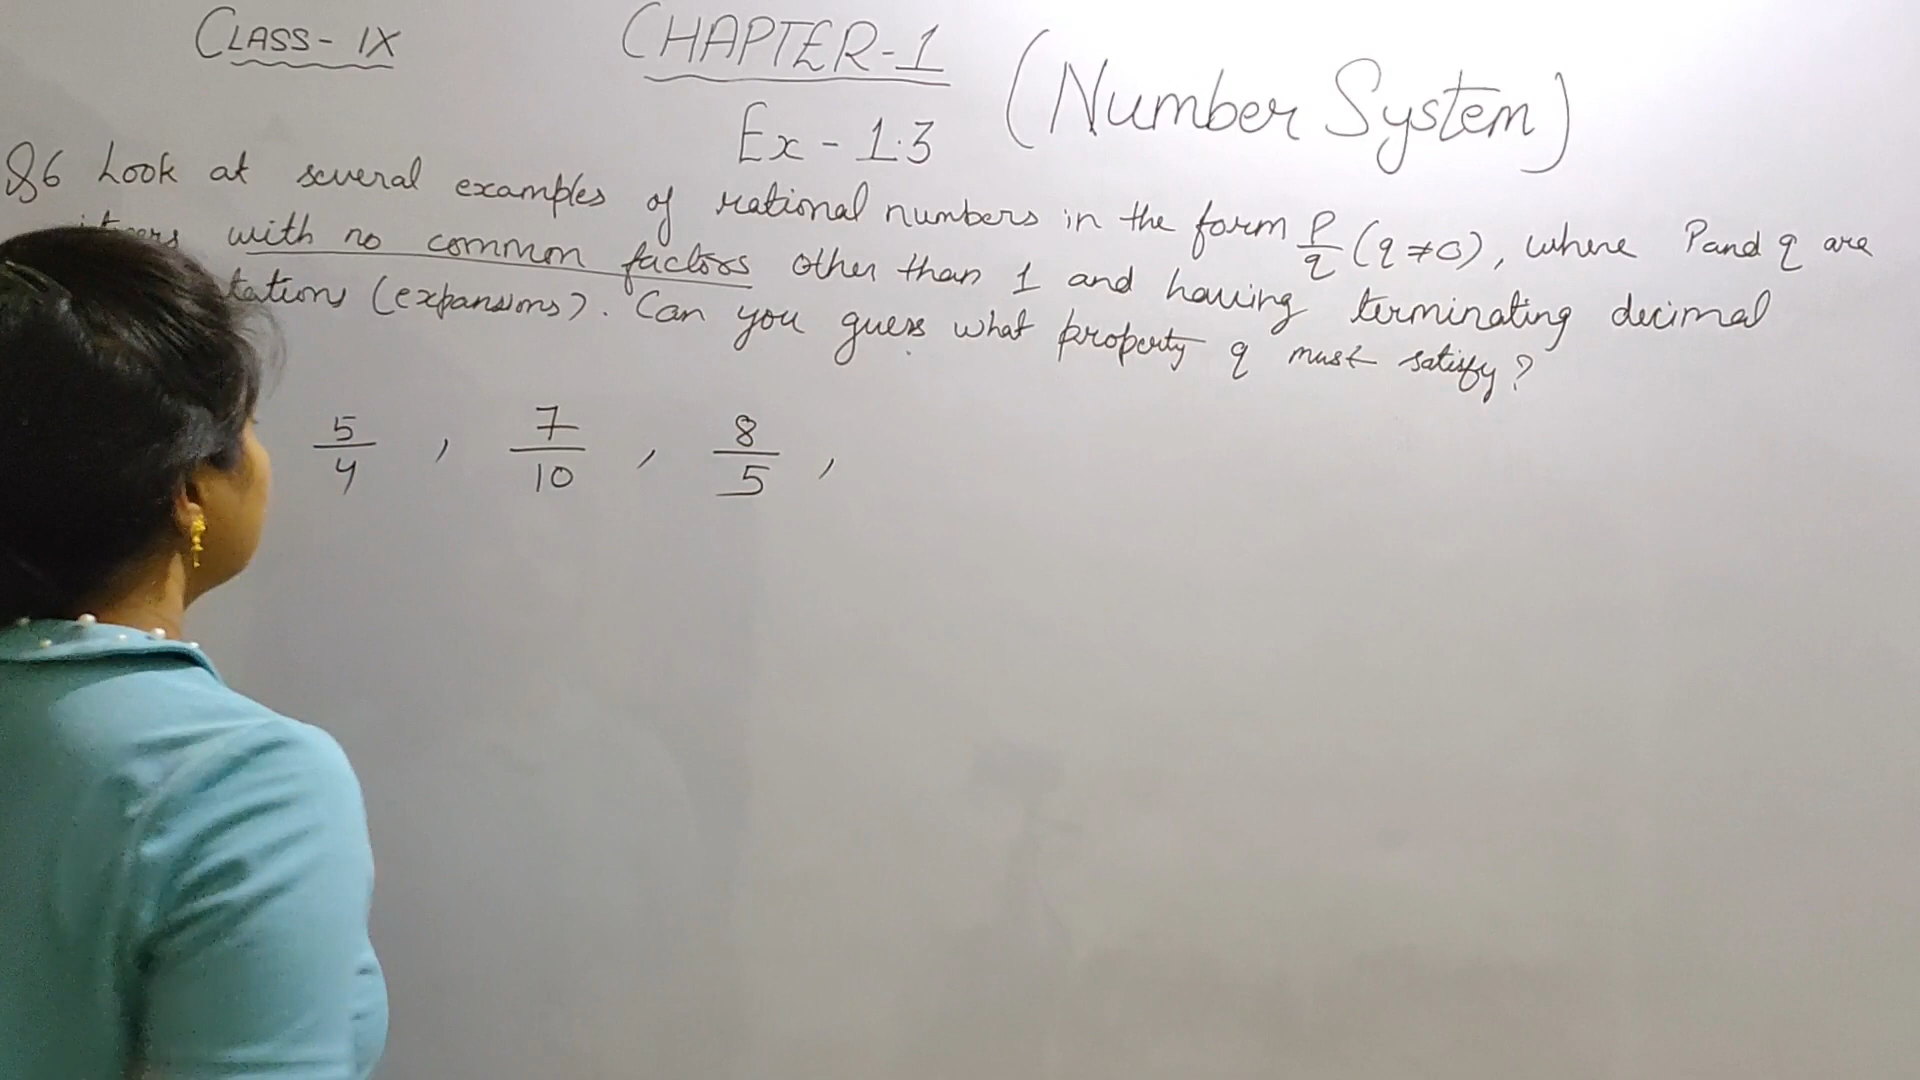 CLASS- IX
CHAPTER-1
(Number System)
Ex - 1.3
Q6 Look at several examples of rational numbers in the form p/q (q≠0), where P and q are
with no common factors other than 1 and having terminating decimal
(expansions). Can you guess what property q must satisfy?
5/4 , 7/10 , 8/5 ,